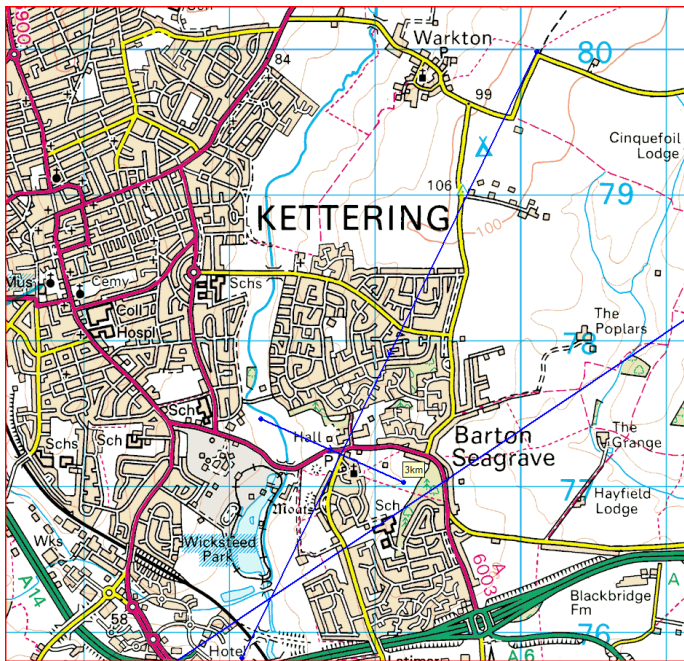 6009
84
Warkton
P
80
99
Cinquefoil
Lodge
106
79
KETTERING
100
Mus
Cemy
Schs
Coll
Hospl
The
Poplars
78
Sch
Hall
Barton
Seagrave
The
Grange
Schs
Sch
P
3km
77
Moats
Hayfield
Lodge
Sch
Wks
Wicksteed
Park
A14
A
6003
A
Blackbridge
Fm
58
Hotel
76
A6
Latimer